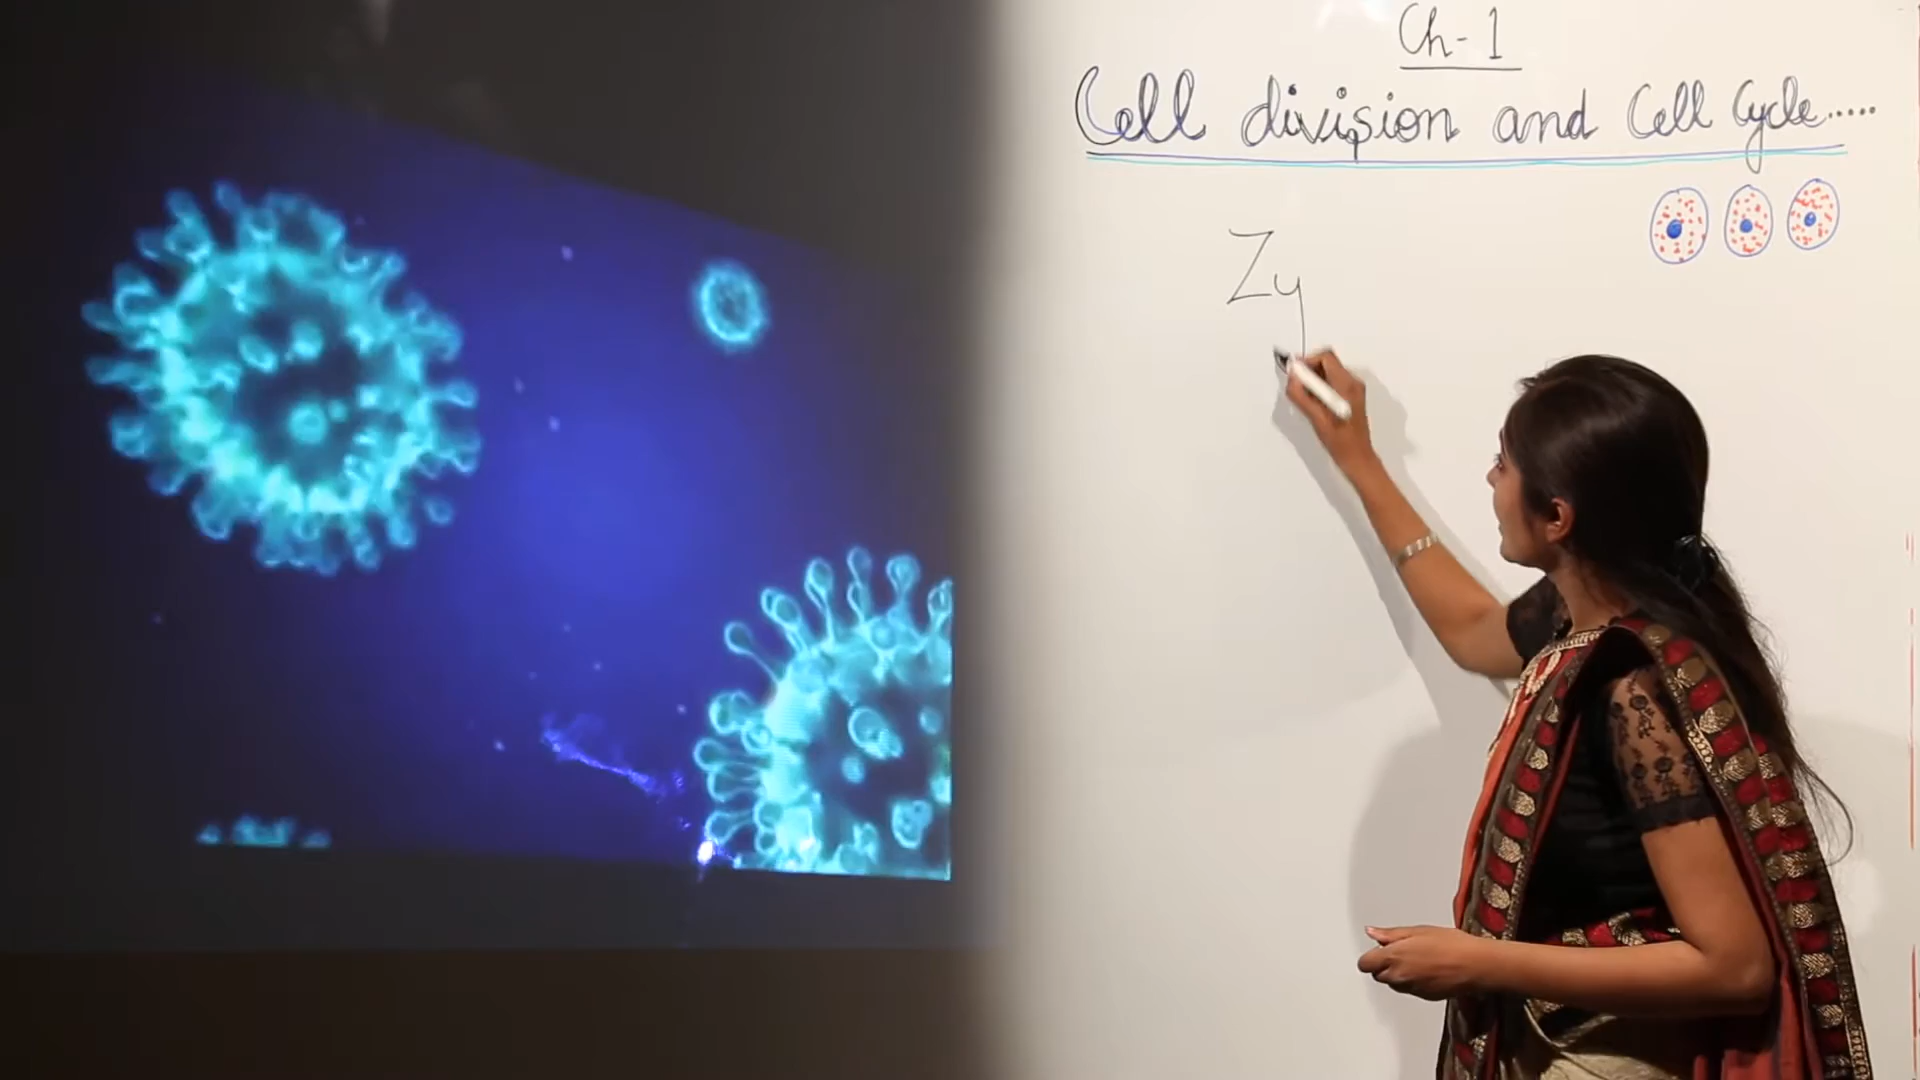 Ch-1
Cell division and Cell Cycle.....
Zy